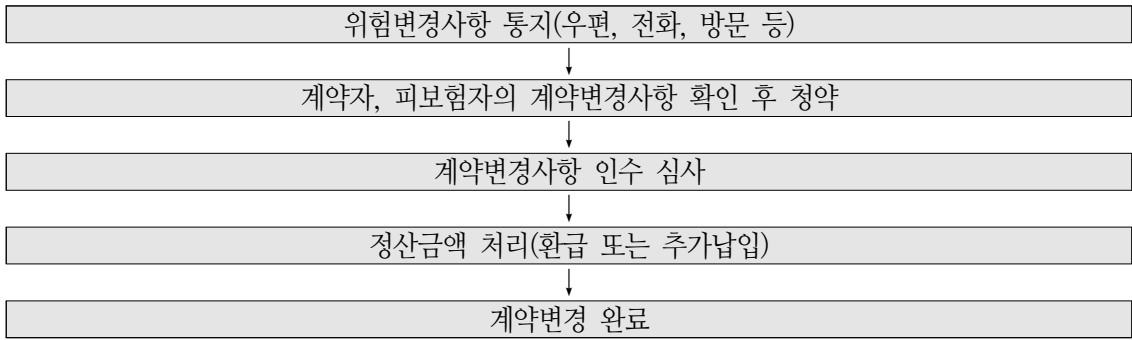 위험변경사항 통지(우편, 전화, 방문 등)
계약자, 피보험자의 계약변경사항 확인 후 청약
계약변경사항 인수 심사
정산금액 처리(환급 또는 추가납입)
계약변경 완료